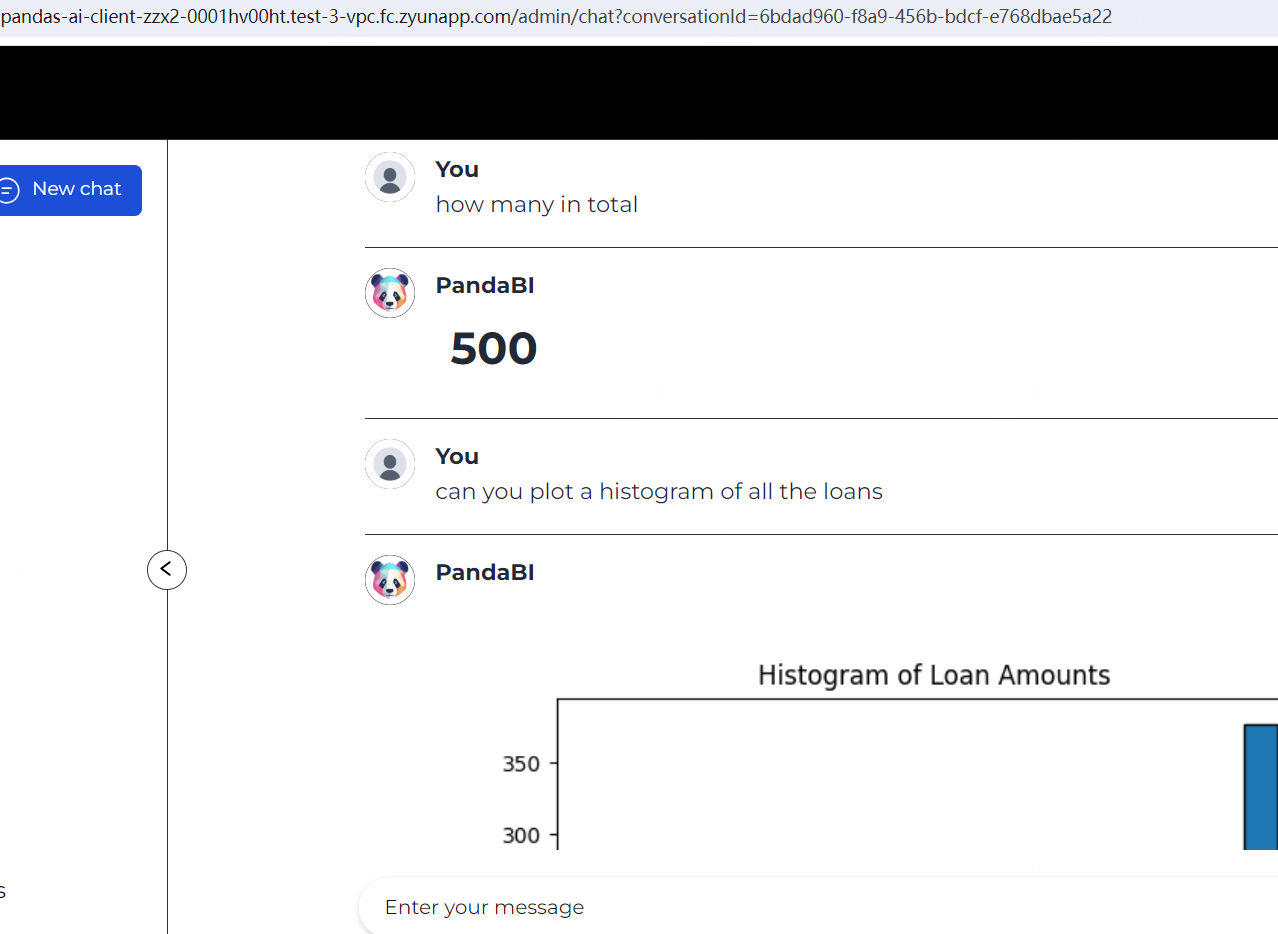 pandas-ai-client-zzx2-0001hv00ht.test-3-vpc.fc.zyunapp.com/admin/chat?conversationId=6bdad960-f8a9-456b-bdcf-e768dbae5a22
New chat
You
how many in total
PandaBI
500
You
can you plot a histogram of all the loans
PandaBI
Histogram of Loan Amounts
350
300
s
Enter your message